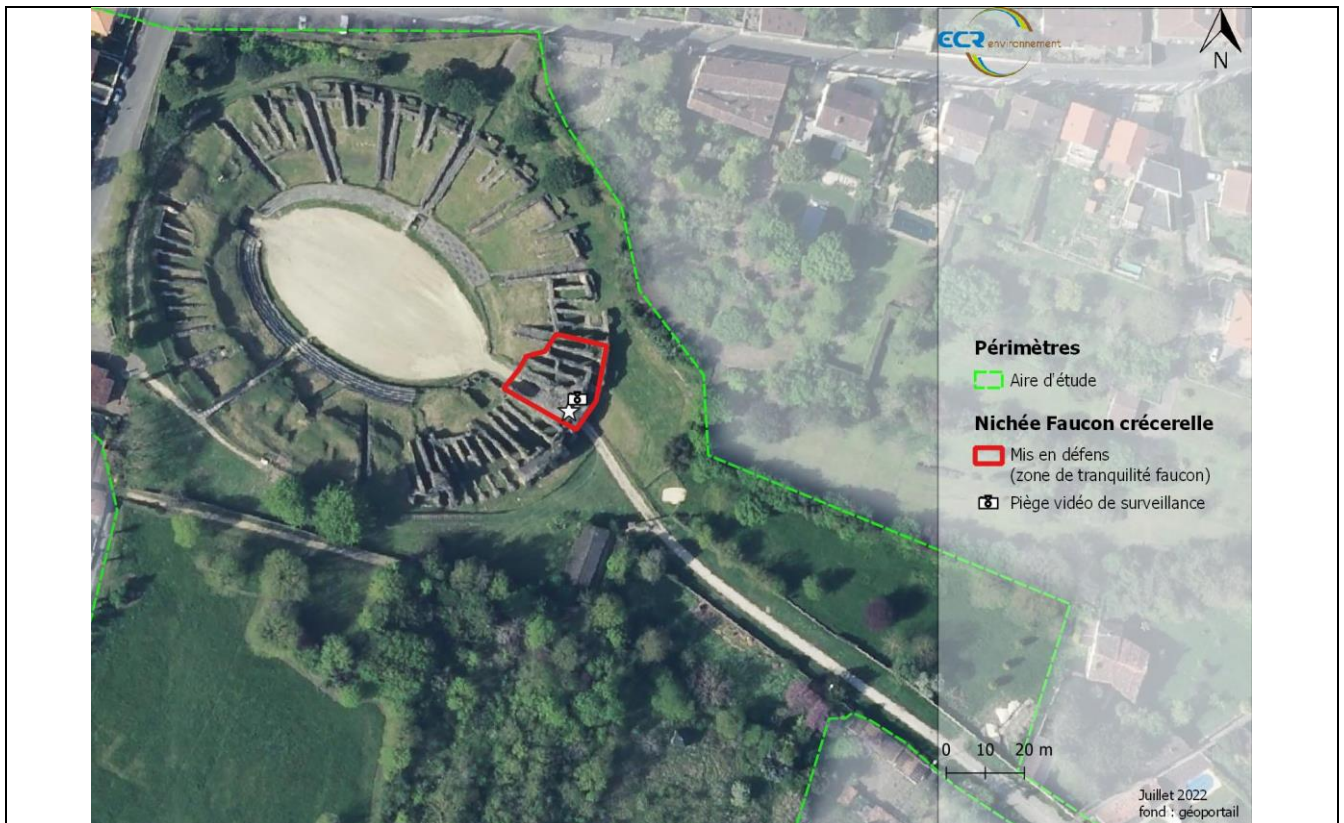 ECR environnement
N
Périmètres
Aire d'étude
Nichée Faucon crécerelle
Mis en défens
(zone de tranquilité faucon)
Piège vidéo de surveillance
0 10 20 m
Juillet 2022
fond : géoportail